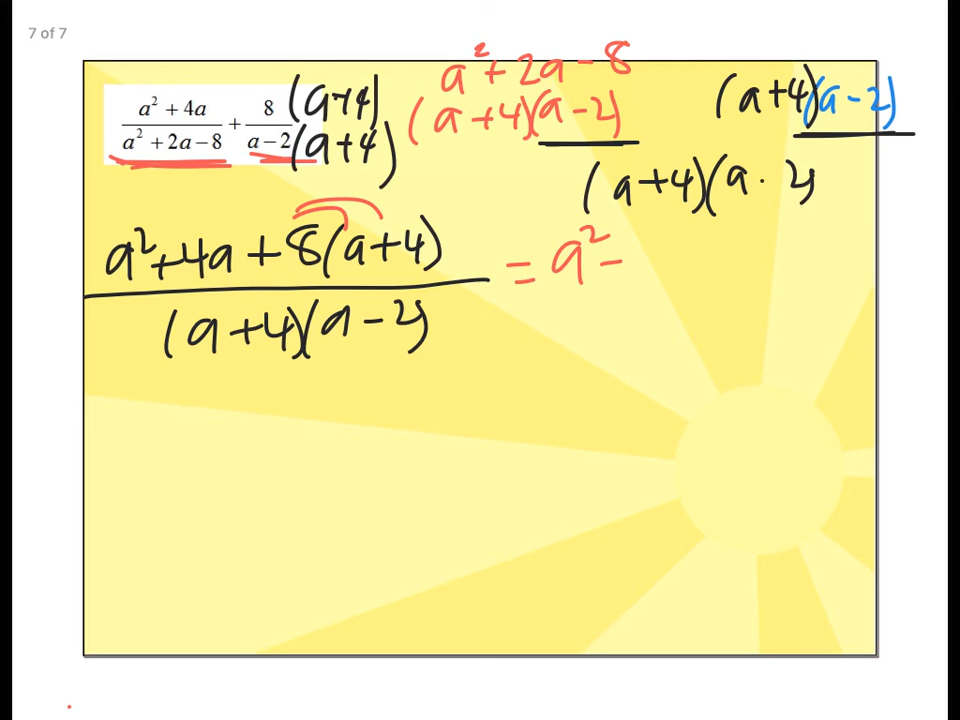 7 of 7
a² + 4a / a² + 2a − 8 + 8 / a − 2
(a+4)
(a+4)
a² + 2a − 8
(a+4)(a−2)
(a+4)(a−2)
(a+4)(a · 2)
a²+4a + 8(a+4)
(a+4)(a−2)
= a² −